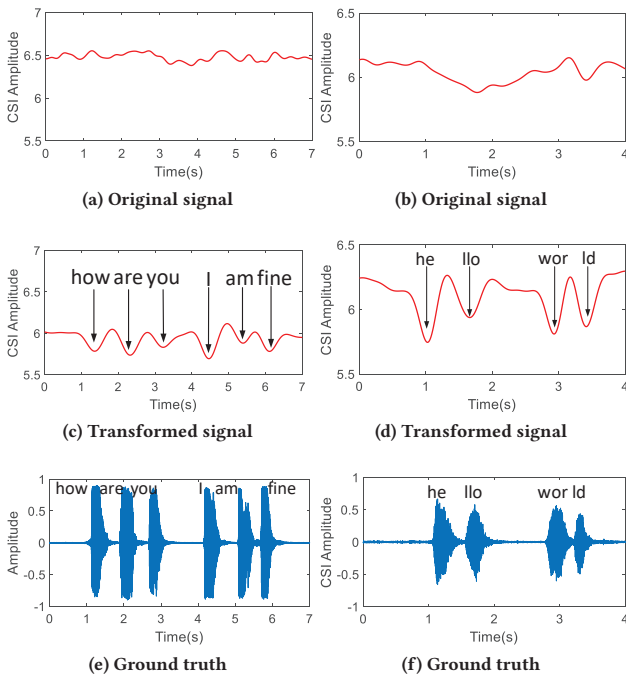 7
6.5
6
5.5
CSI Amplitude
0 1 2 3 4 5 6 7
Time(s)
(a) Original signal
6.5
6
5.5
CSI Amplitude
0 1 2 3 4
Time(s)
(b) Original signal
7
6.5
6
5.5
CSI Amplitude
how are you I am fine
0 1 2 3 4 5 6 7
Time(s)
(c) Transformed signal
6.5
6
5.5
CSI Amplitude
he llo wor ld
0 1 2 3 4
Time(s)
(d) Transformed signal
1
0.5
0
-0.5
-1
Amplitude
how are you I am fine
0 1 2 3 4 5 6 7
Time(s)
(e) Ground truth
1
0.5
0
-0.5
-1
CSI Amplitude
he llo wor ld
0 1 2 3 4
Time(s)
(f) Ground truth